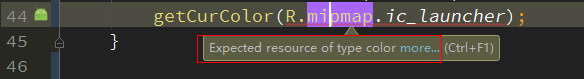 44 getCurColor(R.mipmap.ic_launcher);
45 }
Expected resource of type color more... (Ctrl+F1)
46